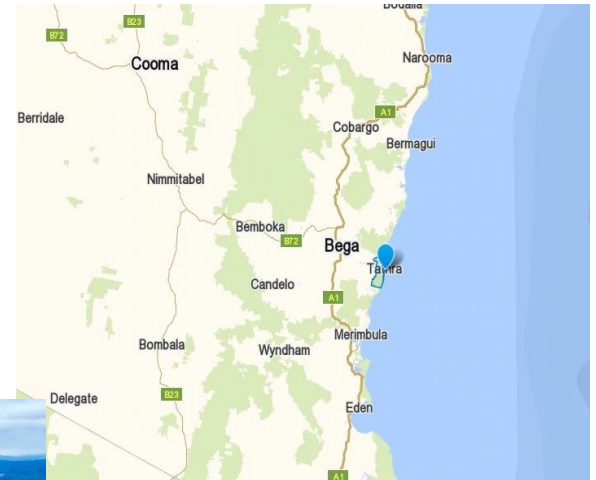 Bodalla
B23
B72
Narooma
Cooma
A1
Berridale
Cobargo
Bermagui
Nimmitabel
Bemboka
B72
Bega
Tathra
Candelo
A1
Merimbula
Bombala
Wyndham
B23
Delegate
Eden
A1